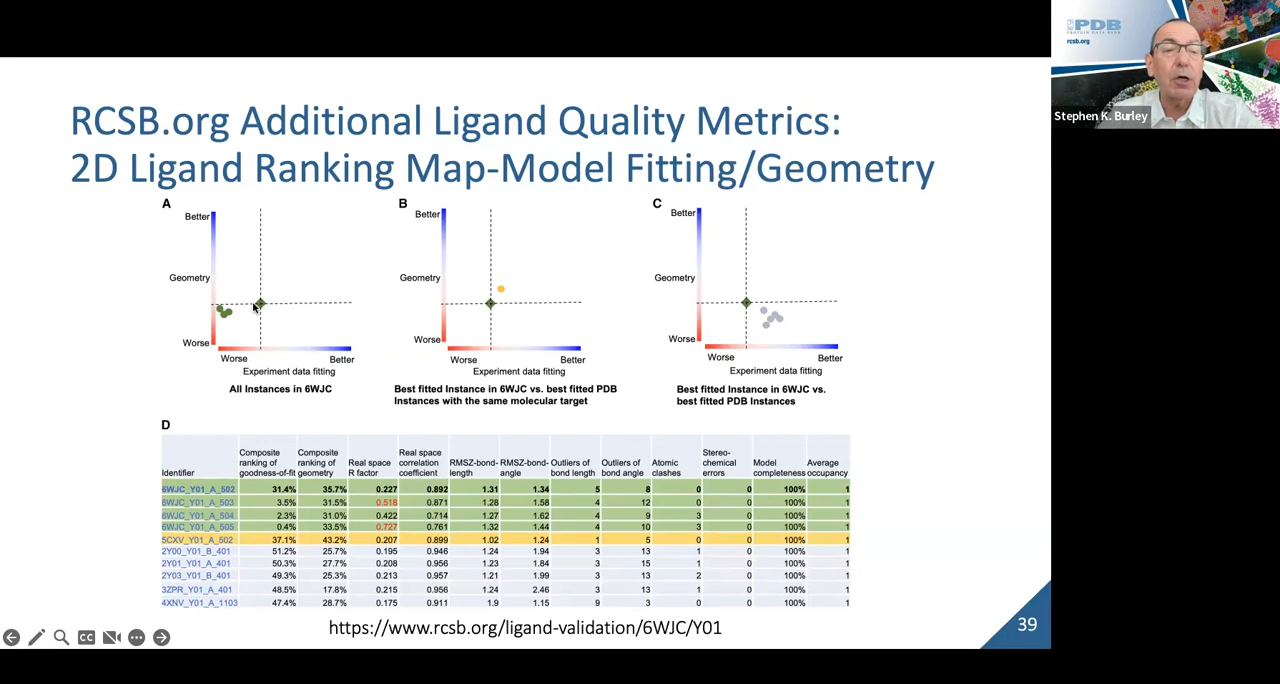 RCSB
PDB
PROTEIN DATA BANK
rcsb.org
Stephen K. Burley
RCSB.org Additional Ligand Quality Metrics:
2D Ligand Ranking Map-Model Fitting/Geometry
A
Better
Geometry
Worse
Worse Better
Experiment data fitting
All Instances in 6WJC
B
Better
Geometry
Worse
Worse Better
Experiment data fitting
Best fitted Instance in 6WJC vs. best fitted PDB
Instances with the same molecular target
C
Better
Geometry
Worse
Worse Better
Experiment data fitting
Best fitted Instance in 6WJC vs.
best fitted PDB Instances
D
Identifier Composite ranking of goodness-of-fit Composite ranking of geometry Real space R factor Real space correlation coefficient RMSZ-bond-length RMSZ-bond-angle Outliers of bond length Outliers of bond angle Atomic clashes Stereo-chemical errors Model completeness Average occupancy
6WJC_Y01_A_502 31.4% 35.7% 0.227 0.892 1.31 1.34 5 8 0 0 100% 1
6WJC_Y01_A_503 3.5% 31.5% 0.518 0.871 1.28 1.58 4 12 0 0 100% 1
6WJC_Y01_A_504 2.3% 31.0% 0.422 0.714 1.27 1.62 4 9 3 0 100% 1
6WJC_Y01_A_505 0.4% 33.5% 0.727 0.761 1.32 1.44 4 10 3 0 100% 1
5CXV_Y01_A_502 37.1% 43.2% 0.207 0.899 1.02 1.24 1 5 0 0 100% 1
2Y00_Y01_B_401 51.2% 25.7% 0.195 0.946 1.24 1.94 3 13 1 0 100% 1
2Y01_Y01_A_401 50.3% 27.7% 0.208 0.956 1.23 1.84 3 15 1 0 100% 1
2Y03_Y01_B_401 49.3% 25.3% 0.213 0.957 1.21 1.99 3 13 2 0 100% 1
3ZPR_Y01_A_401 48.5% 17.8% 0.215 0.956 1.24 2.46 3 13 1 0 100% 1
4XNV_Y01_A_1103 47.4% 28.7% 0.175 0.911 1.9 1.15 9 3 0 0 100% 1
https://www.rcsb.org/ligand-validation/6WJC/Y01
39
CC